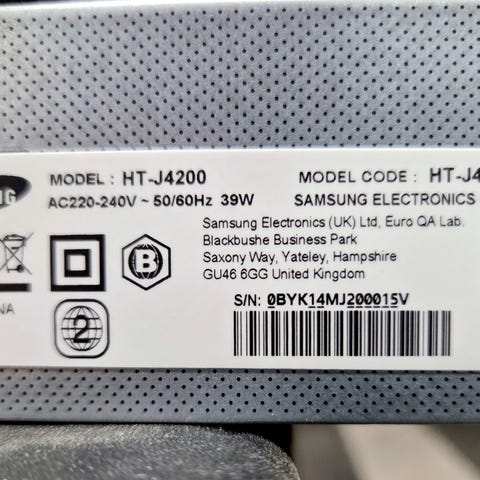 MODEL : HT-J4200
MODEL CODE : HT-J4
AC220-240V ~ 50/60Hz 39W
SAMSUNG ELECTRONICS
Samsung Electronics (UK) Ltd, Euro QA Lab.
Blackbushe Business Park
Saxony Way, Yateley, Hampshire
GU46 6GG United Kingdom
B
S/N: 0BYK14MJ200015V
2